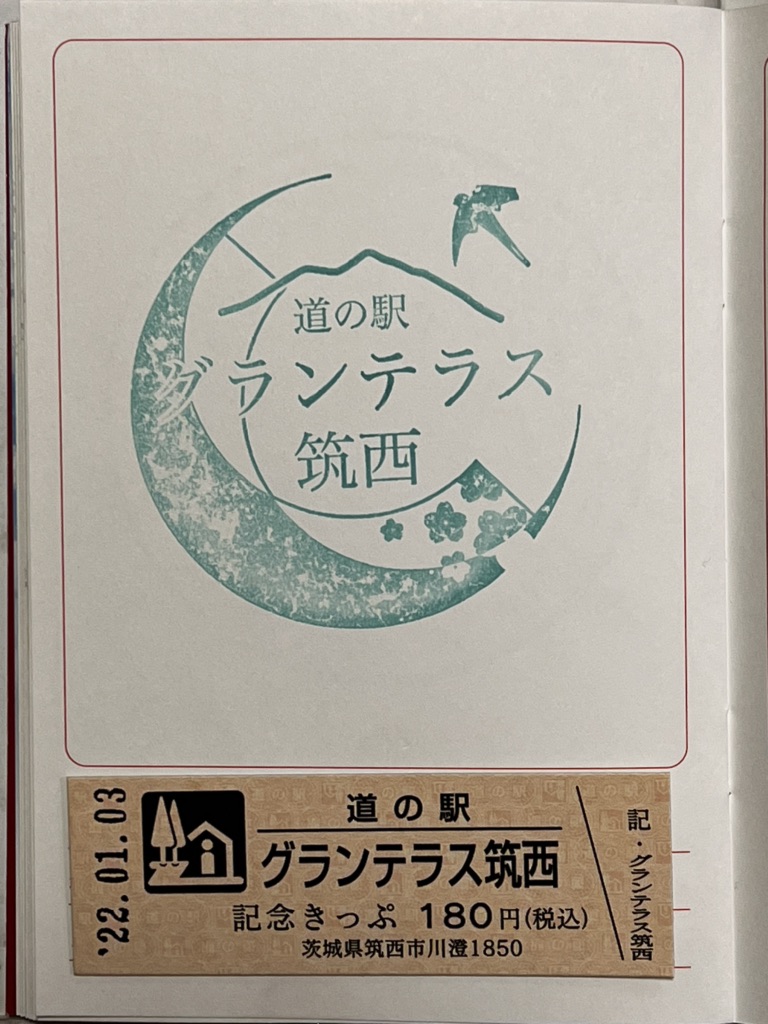 道の駅
グランテラス
筑西
'22.01.03
道の駅
グランテラス筑西
記念きっぷ 180円(税込)
茨城県筑西市川澄1850
記・グランテラス筑西